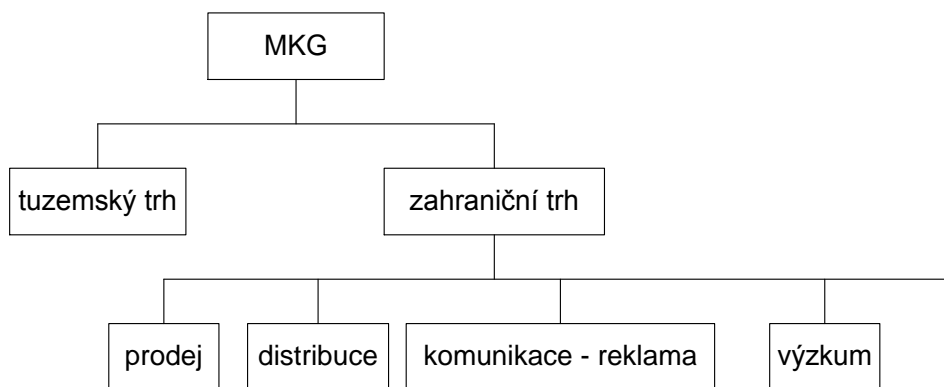 MKG
tuzemský trh
zahraniční trh
prodej
distribuce
komunikace - reklama
výzkum